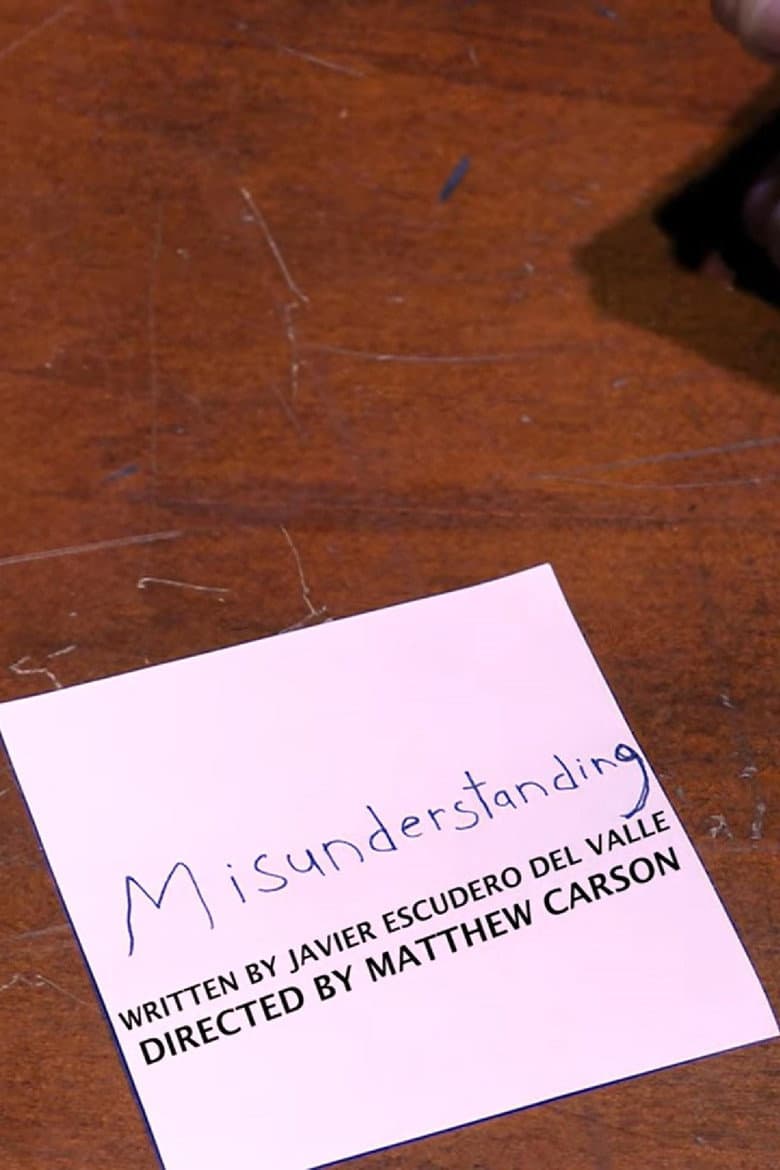 Misunderstanding
WRITTEN BY JAVIER ESCUDERO DEL VALLE
DIRECTED BY MATTHEW CARSON